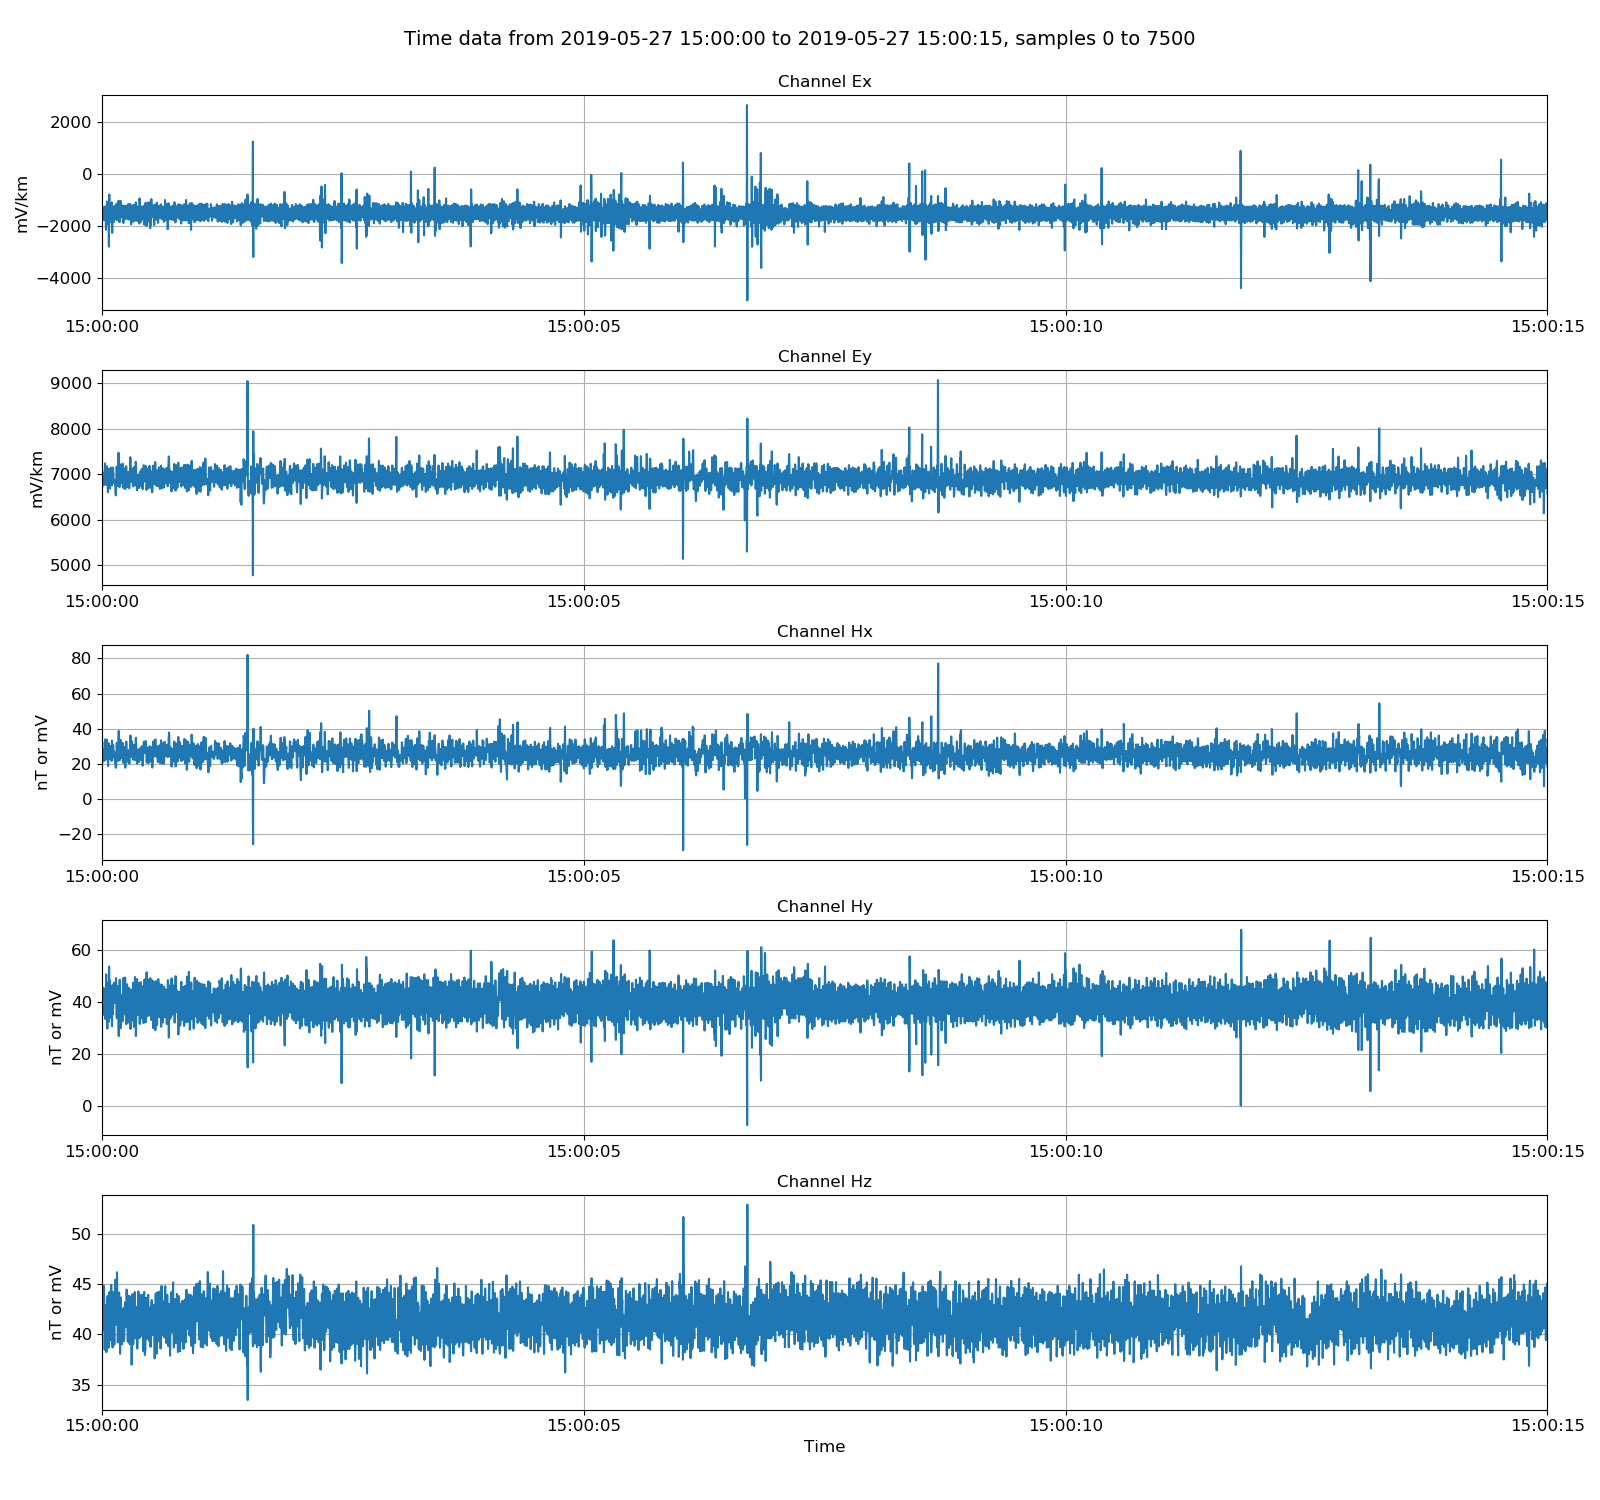 Time data from 2019-05-27 15:00:00 to 2019-05-27 15:00:15, samples 0 to 7500
Channel Ex
mV/km
2000
0
−2000
−4000
15:00:00 15:00:05 15:00:10 15:00:15
Channel Ey
mV/km
9000
8000
7000
6000
5000
15:00:00 15:00:05 15:00:10 15:00:15
Channel Hx
nT or mV
80
60
40
20
0
−20
15:00:00 15:00:05 15:00:10 15:00:15
Channel Hy
nT or mV
60
40
20
0
15:00:00 15:00:05 15:00:10 15:00:15
Channel Hz
nT or mV
50
45
40
35
15:00:00 15:00:05 15:00:10 15:00:15
Time